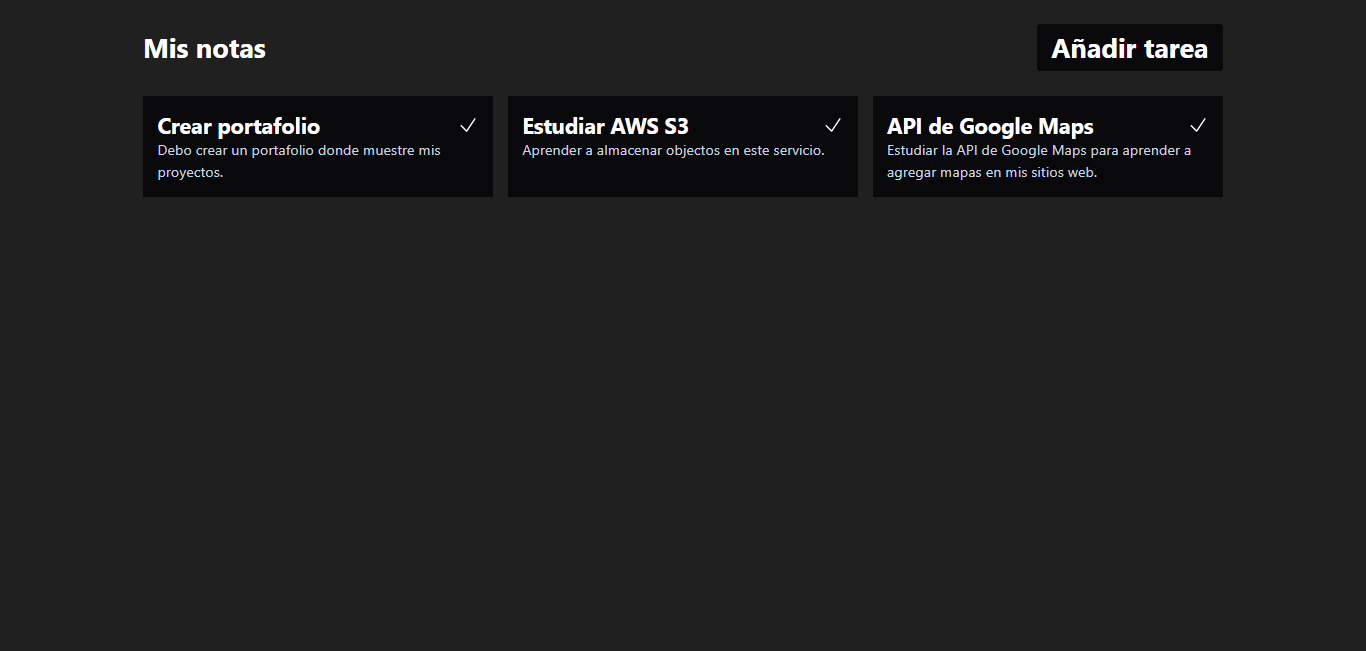 Mis notas
Añadir tarea
Crear portafolio
Debo crear un portafolio donde muestre mis
proyectos.
Estudiar AWS S3
Aprender a almacenar objectos en este servicio.
API de Google Maps
Estudiar la API de Google Maps para aprender a
agregar mapas en mis sitios web.